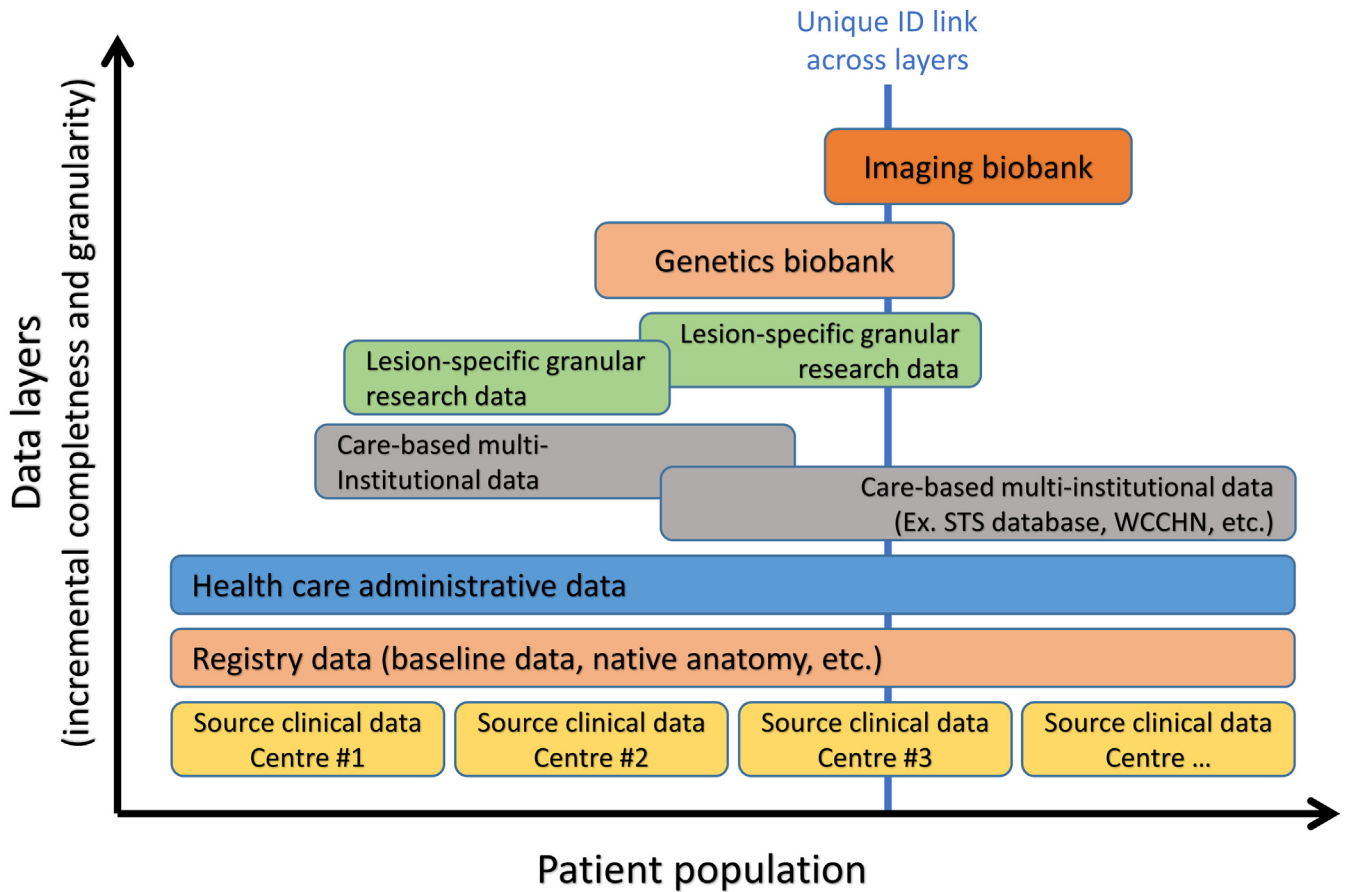 Unique ID link
across layers
Imaging biobank
Genetics biobank
Lesion-specific granular
research data
Lesion-specific granular
research data
Care-based multi-
Institutional data
Care-based multi-institutional data
(Ex. STS database, WCCHN, etc.)
Health care administrative data
Registry data (baseline data, native anatomy, etc.)
Source clinical data
Centre #1
Source clinical data
Centre #2
Source clinical data
Centre #3
Source clinical data
Centre ...
Data layers
(incremental completness and granularity)
Patient population